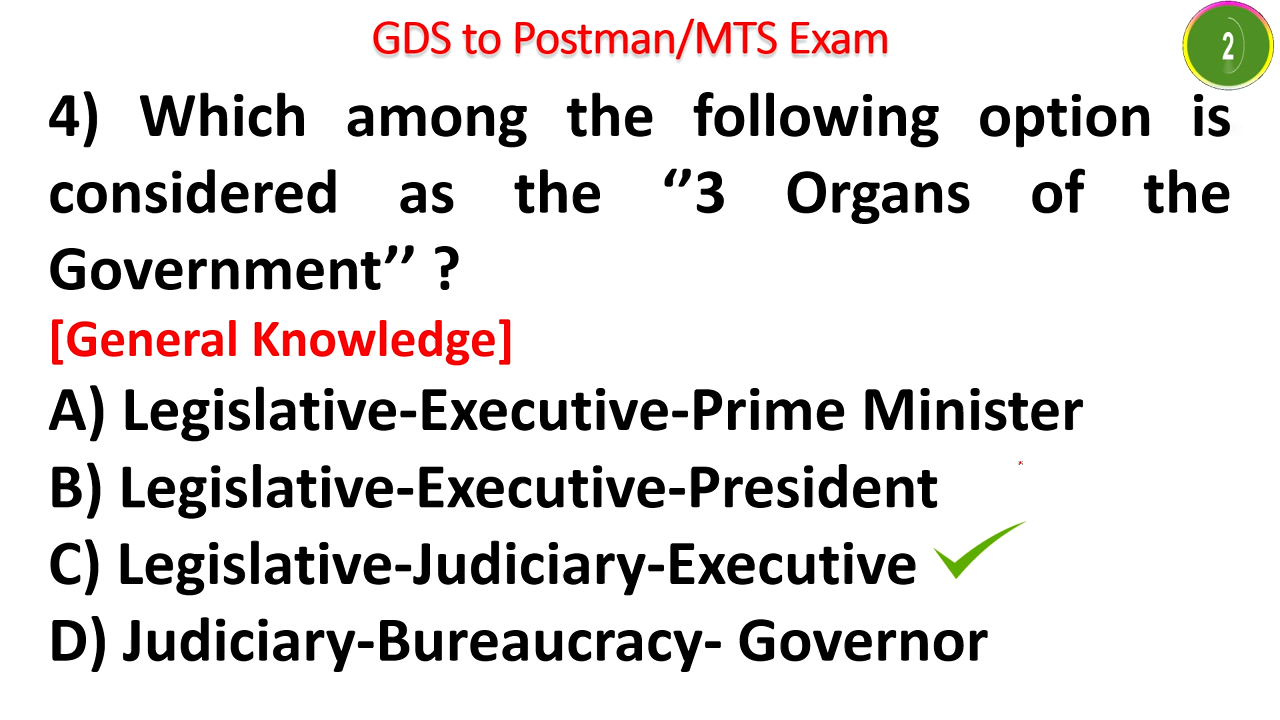 GDS to Postman/MTS Exam
2
4) Which among the following option is
considered as the ‘’3 Organs of the
Government’’ ?
[General Knowledge]
A) Legislative-Executive-Prime Minister
B) Legislative-Executive-President
C) Legislative-Judiciary-Executive
D) Judiciary-Bureaucracy- Governor